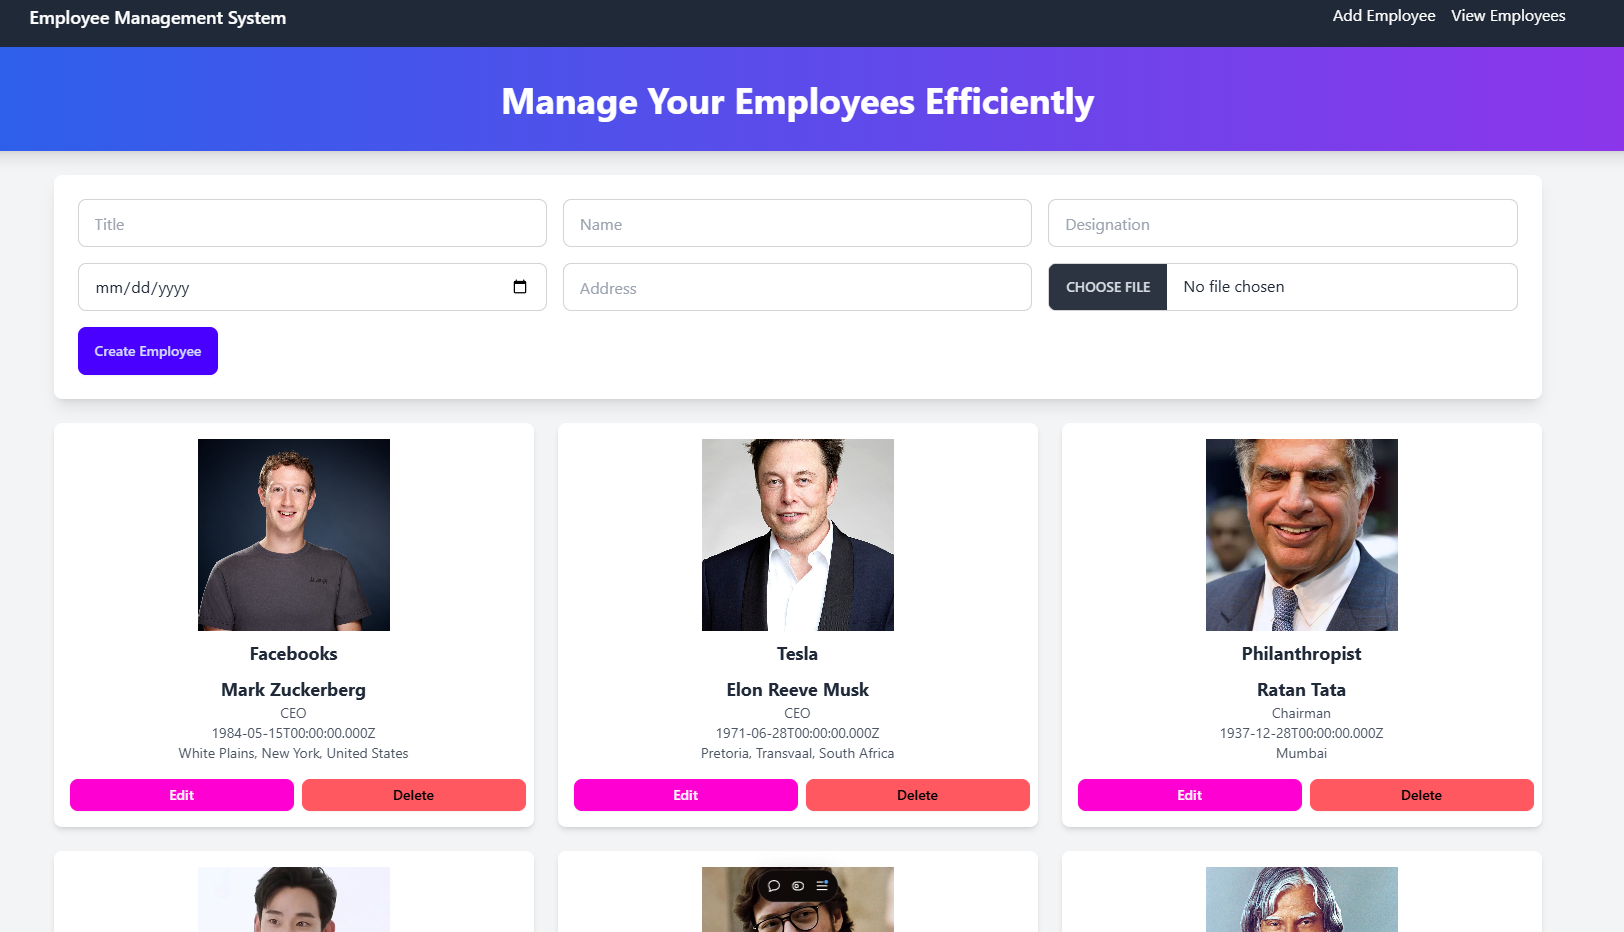 Employee Management System
Add Employee View Employees
Manage Your Employees Efficiently
Title
Name
Designation
mm/dd/yyyy
Address
CHOOSE FILE No file chosen
Create Employee
Facebooks
Mark Zuckerberg
CEO
1984-05-15T00:00:00.000Z
White Plains, New York, United States
Edit
Delete
Tesla
Elon Reeve Musk
CEO
1971-06-28T00:00:00.000Z
Pretoria, Transvaal, South Africa
Edit
Delete
Philanthropist
Ratan Tata
Chairman
1937-12-28T00:00:00.000Z
Mumbai
Edit
Delete